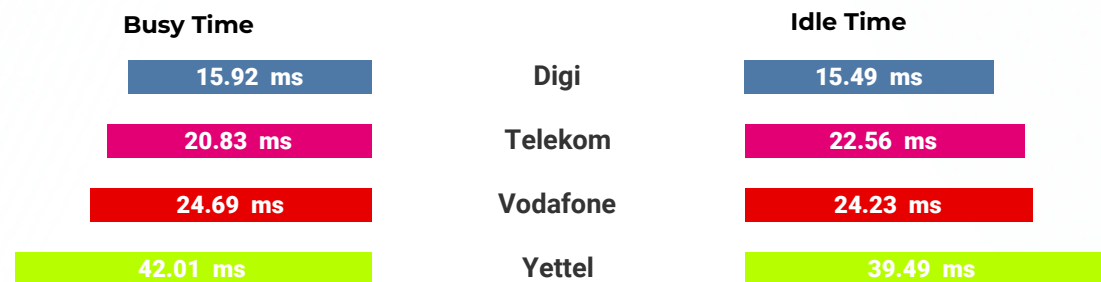 Busy Time Idle Time
15.92 ms Digi 15.49 ms
20.83 ms Telekom 22.56 ms
24.69 ms Vodafone 24.23 ms
42.01 ms Yettel 39.49 ms